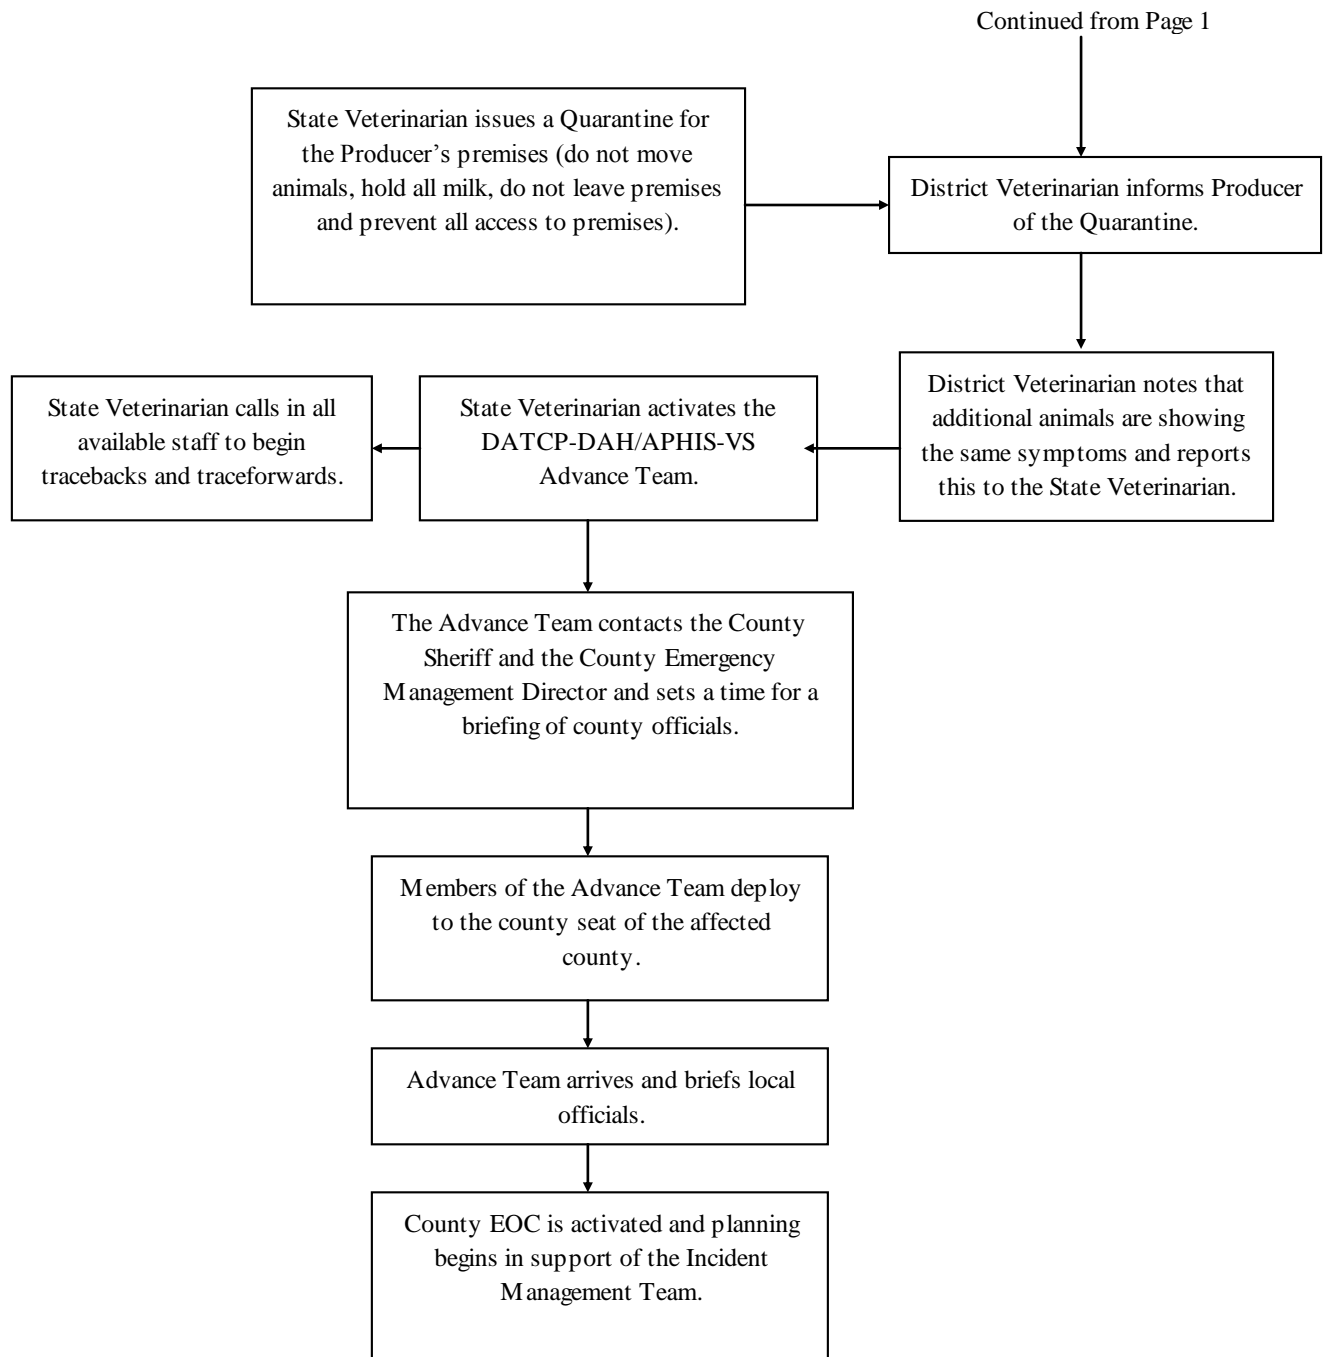 Continued from Page 1
State Veterinarian issues a Quarantine for
the Producer’s premises (do not move
animals, hold all milk, do not leave premises
and prevent all access to premises).
District Veterinarian informs Producer
of the Quarantine.
District Veterinarian notes that
additional animals are showing
the same symptoms and reports
this to the State Veterinarian.
State Veterinarian activates the
DATCP-DAH/APHIS-VS
Advance Team.
State Veterinarian calls in all
available staff to begin
tracebacks and traceforwards.
The Advance Team contacts the County
Sheriff and the County Emergency
Management Director and sets a time for a
briefing of county officials.
Members of the Advance Team deploy
to the county seat of the affected
county.
Advance Team arrives and briefs local
officials.
County EOC is activated and planning
begins in support of the Incident
Management Team.